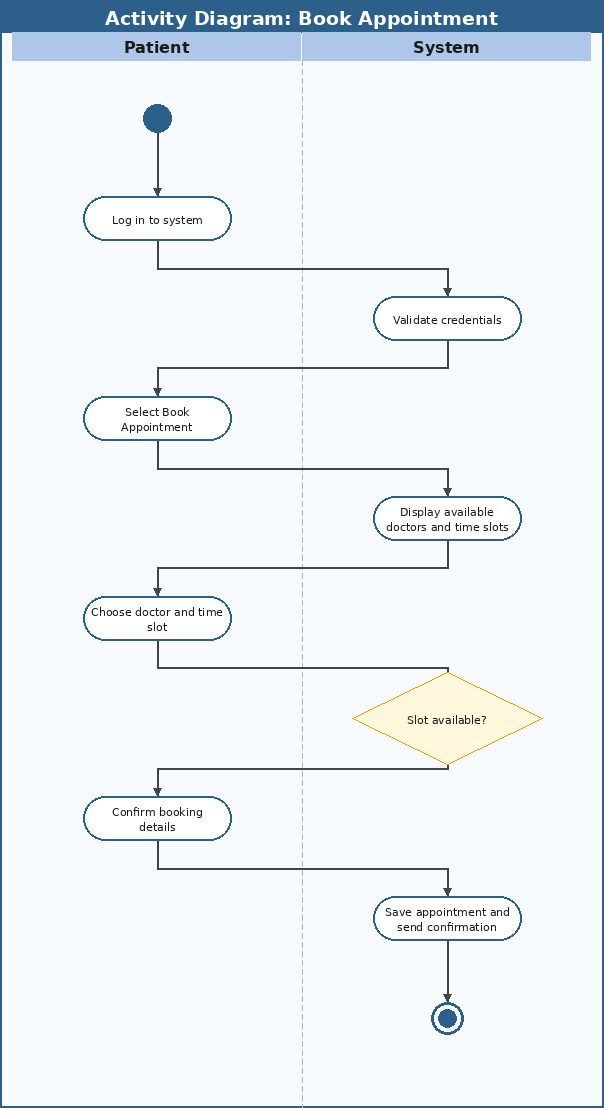 Activity Diagram: Book Appointment
Patient
System
Log in to system
Validate credentials
Select Book
Appointment
Display available
doctors and time slots
Choose doctor and time
slot
Slot available?
Confirm booking
details
Save appointment and
send confirmation